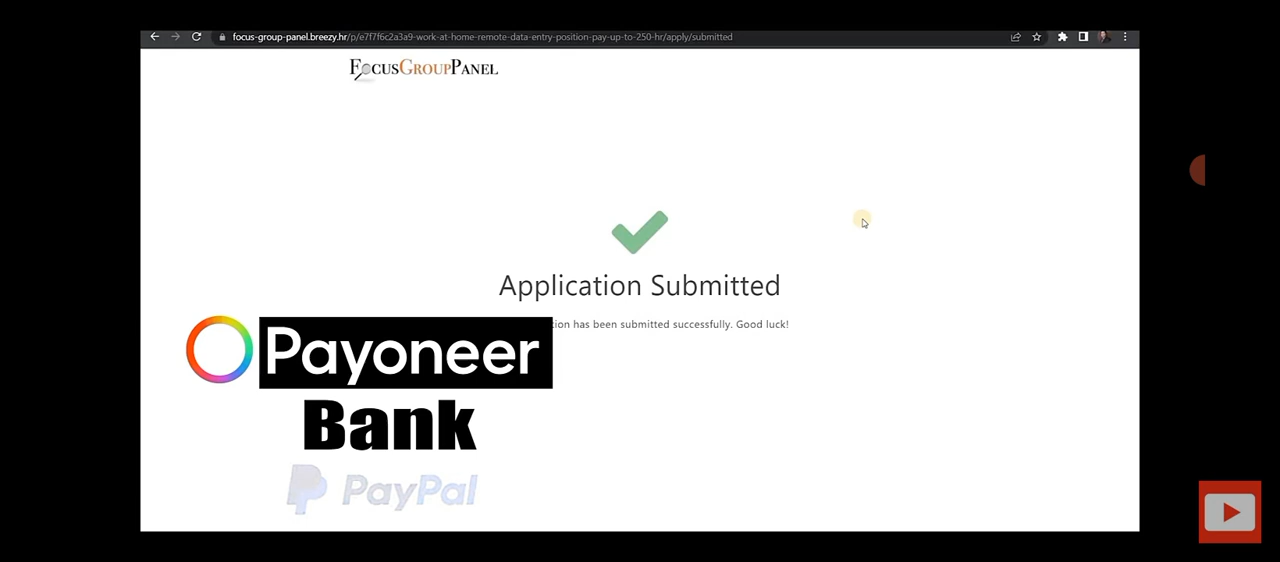 focus-group-panel.breezy.hr/p/e7f7f6c2a3a9-work-at-home-remote-data-entry-position-pay-up-to-250-hr/apply/submitted
FOCUSGROUPPANEL
Application Submitted
has been submitted successfully. Good luck!
Payoneer
Bank
PayPal